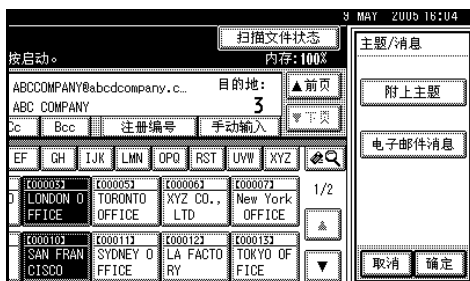 9 MAY 2005 16:04
扫描文件状态
主题/消息
按启动。
内存:100%
ABCCOMPANY@abcdcompany.c...
目的地:
▲前页
ABC COMPANY
3
▼下页
附上主题
Cc
Bcc
注册编号
手动输入
电子邮件消息
EF GH IJK LMN OPQ RST UVW XYZ
[00003] [00005] [00006] [00007]
LONDON O TORONTO XYZ CO., New York
FFICE OFFICE LTD OFFICE
1/2
[00010] [00011] [00012] [00013]
SAN FRAN SYDNEY O LA FACTO TOKYO OF
CISCO FFICE RY FICE
▲
▼
取消 确定